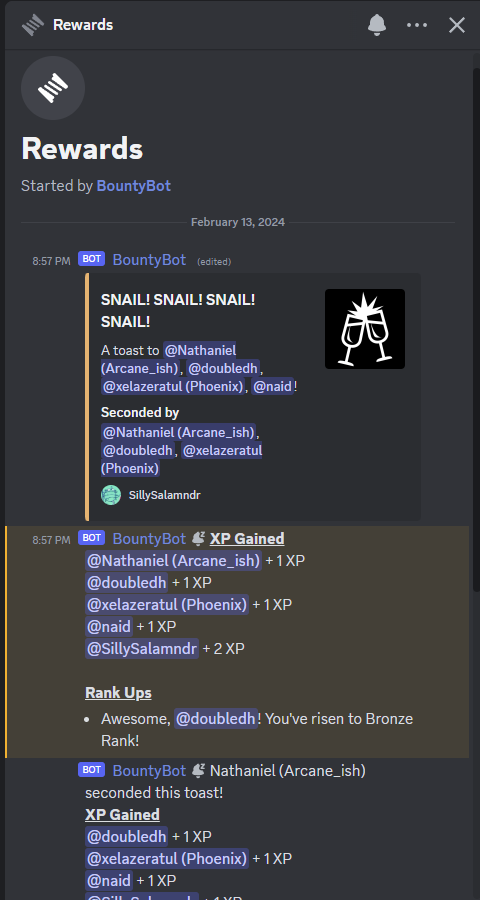 Rewards
Rewards
Started by BountyBot
February 13, 2024
8:57 PM BOT BountyBot (edited)
SNAIL! SNAIL! SNAIL!
SNAIL!
A toast to @Nathaniel
(Arcane_ish), @doubledh,
@xelazeratul (Phoenix), @naid!
Seconded by
@Nathaniel (Arcane_ish),
@doubledh, @xelazeratul
(Phoenix)
SillySalamndr
8:57 PM BOT BountyBot XP Gained
@Nathaniel (Arcane_ish) + 1 XP
@doubledh + 1 XP
@xelazeratul (Phoenix) + 1 XP
@naid + 1 XP
@SillySalamndr + 2 XP
Rank Ups
• Awesome, @doubledh! You've risen to Bronze
Rank!
BOT BountyBot Nathaniel (Arcane_ish)
seconded this toast!
XP Gained
@doubledh + 1 XP
@xelazeratul (Phoenix) + 1 XP
@naid + 1 XP